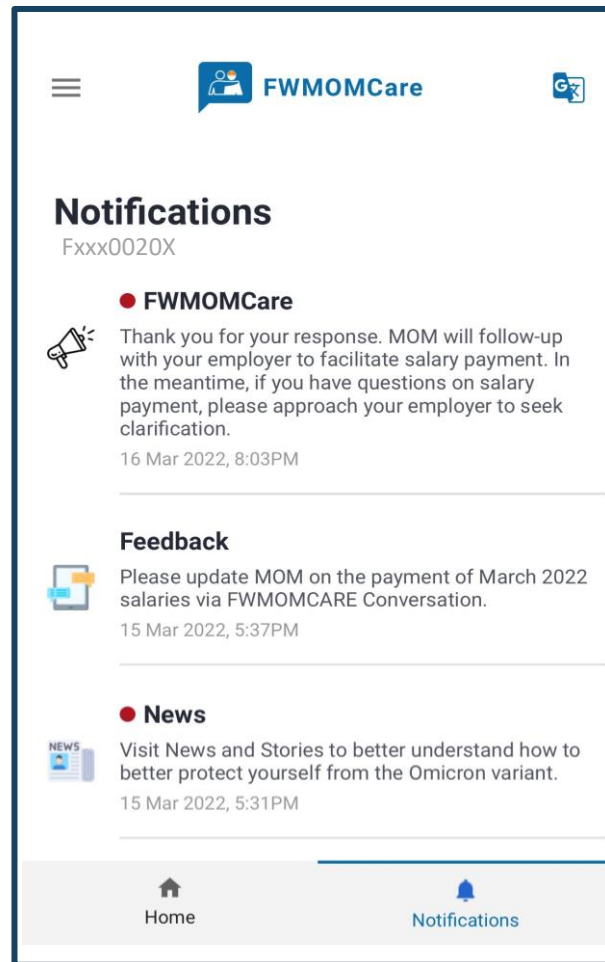 FWMOMCare
G文
Notifications
Fxxx0020X
FWMOMCare
Thank you for your response. MOM will follow-up
with your employer to facilitate salary payment. In
the meantime, if you have questions on salary
payment, please approach your employer to seek
clarification.
16 Mar 2022, 8:03PM
Feedback
Please update MOM on the payment of March 2022
salaries via FWMOMCARE Conversation.
15 Mar 2022, 5:37PM
News
NEWS
Visit News and Stories to better understand how to
better protect yourself from the Omicron variant.
15 Mar 2022, 5:31PM
Home
Notifications